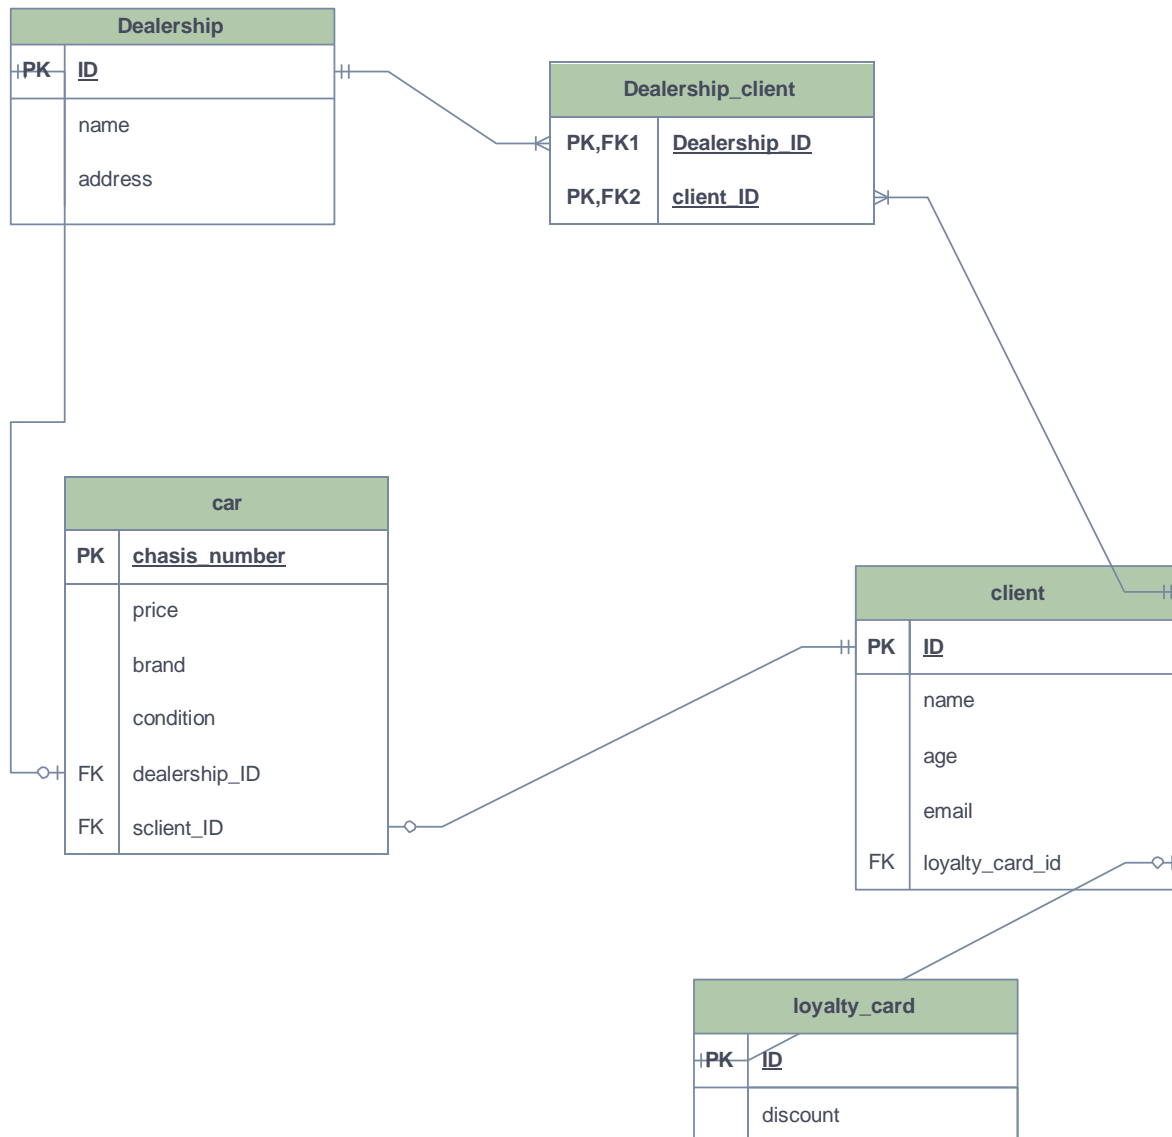 Dealership
PK ID
name
address
Dealership_client
PK,FK1 Dealership_ID
PK,FK2 client_ID
car
PK chasis_number
price
brand
condition
FK dealership_ID
FK sclient_ID
client
PK ID
name
age
email
FK loyalty_card_id
loyalty_card
PK ID
discount